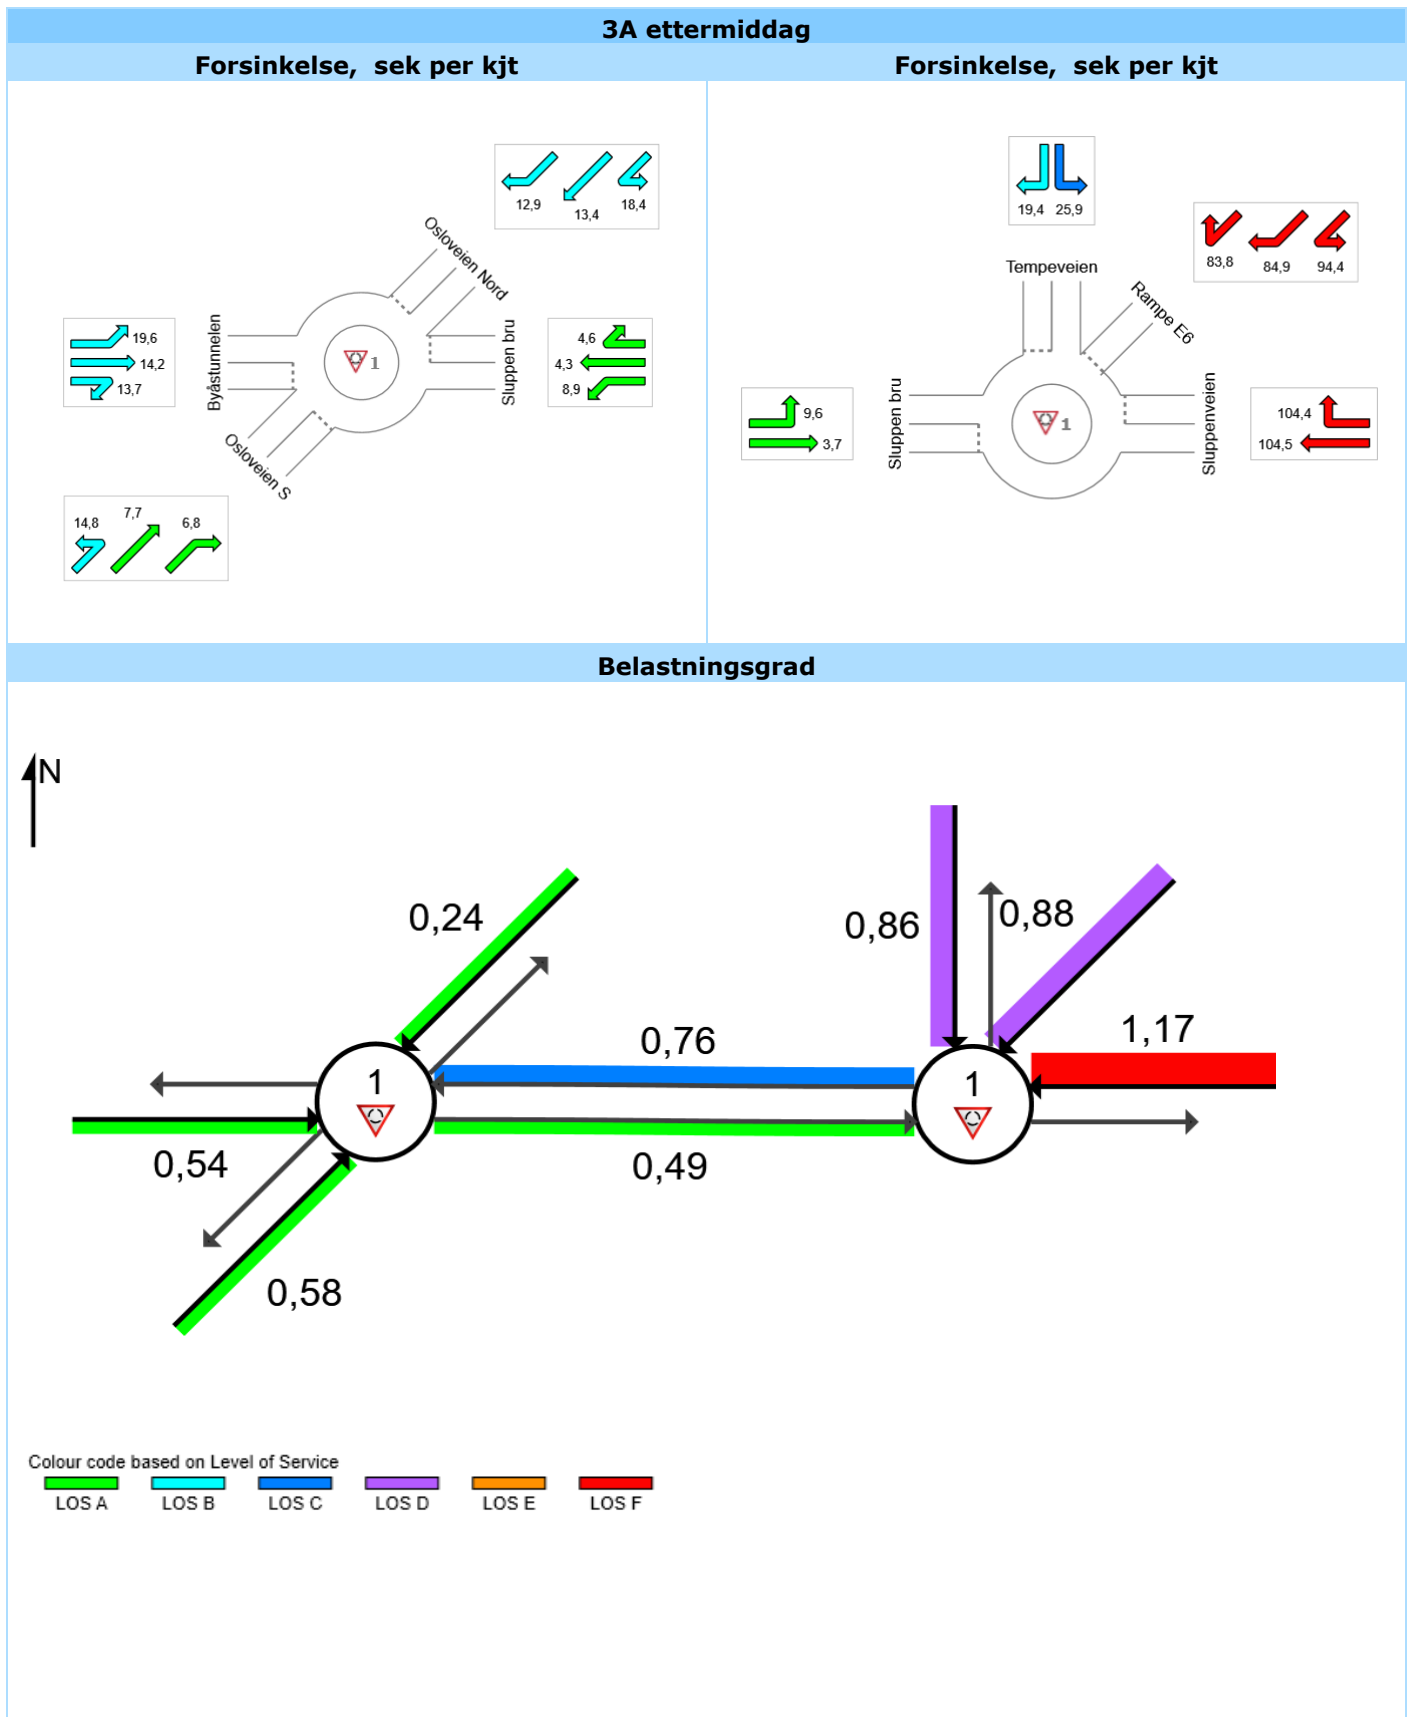 3A ettermiddag
Forsinkelse, sek per kjt
Forsinkelse, sek per kjt
12,9
13,4
18,4
Osloveien Nord
Byåstunnelen
19,6
14,2
13,7
1
Sluppen bru
4,6
4,3
8,9
Osloveien S
14,8
7,7
6,8
19,4
25,9
83,8
84,9
94,4
Tempeveien
Rampe E6
9,6
3,7
Sluppen bru
1
Sluppenveien
104,4
104,5
Belastningsgrad
N
0,24
0,86
0,88
0,76
1,17
1
1
0,54
0,49
0,58
Colour code based on Level of Service
LOS A
LOS B
LOS C
LOS D
LOS E
LOS F